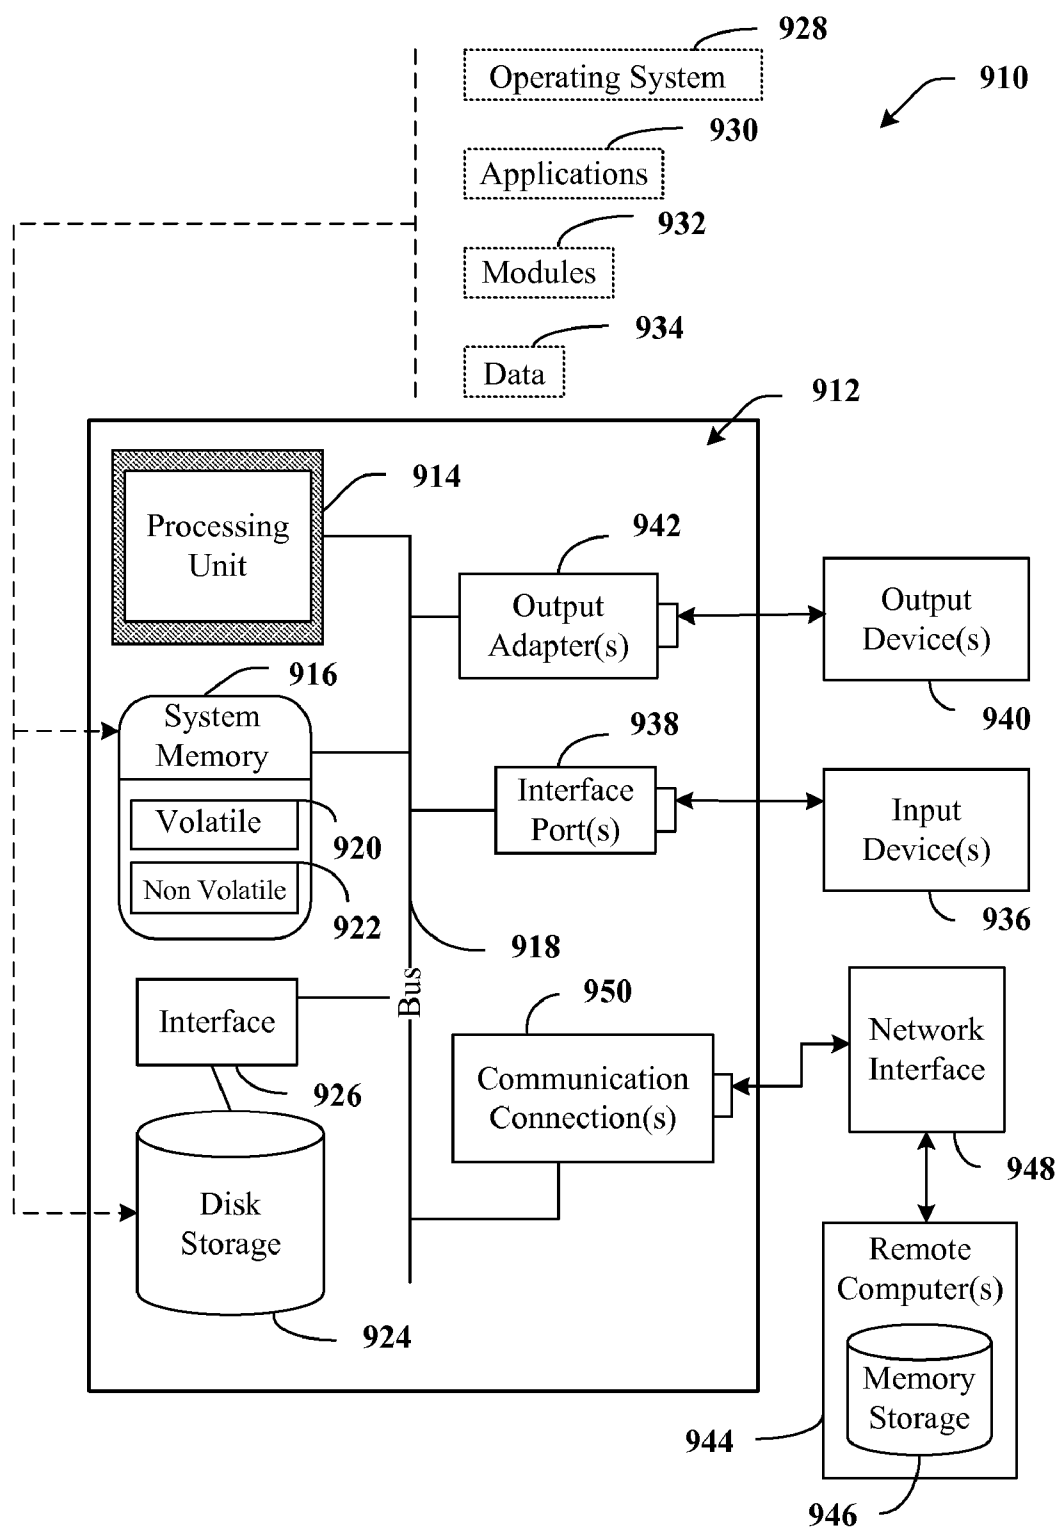 928
Operating System
910
930
Applications
932
Modules
934
Data
912
914
Processing
Unit
942
Output
Adapter(s)
Output
Device(s)
940
916
System
Memory
938
Interface
Port(s)
Input
Device(s)
936
Volatile
920
Non Volatile
922
918
Bus
950
Interface
926
Communication
Connection(s)
Network
Interface
948
Disk
Storage
924
Remote
Computer(s)
Memory
Storage
944
946